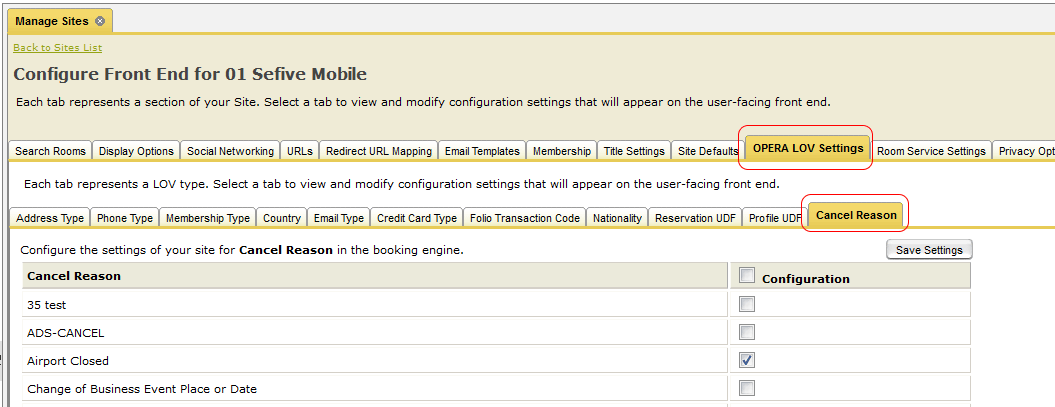 Manage Sites
Back to Sites List
Configure Front End for 01 Sefive Mobile
Each tab represents a section of your Site. Select a tab to view and modify configuration settings that will appear on the user-facing front end.
Search Rooms Display Options Social Networking URLs Redirect URL Mapping Email Templates Membership Title Settings Site Defaults OPERA LOV Settings Room Service Settings Privacy Opt
Each tab represents a LOV type. Select a tab to view and modify configuration settings that will appear on the user-facing front end.
Address Type Phone Type Membership Type Country Email Type Credit Card Type Folio Transaction Code Nationality Reservation UDF Profile UDF Cancel Reason
Configure the settings of your site for Cancel Reason in the booking engine. Save Settings
Cancel Reason Configuration
35 test
ADS-CANCEL
Airport Closed
Change of Business Event Place or Date